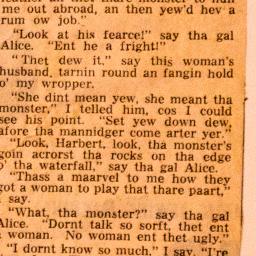 me out abroad, an then yew'd hev a
rum ow job."
"Look at his fearce!" say tha gal
Alice. "Ent he a fright!"
"Thet dew it," say this woman's
husband, tarnin round an fangin hold
o' my wropper.
"She dint mean yew, she meant tha
monster," I telled him, cos I could
see his point. "Set yew down dew,
afore tha mannidger come arter yer."
"Look, Harbert, look, tha monster's
goin acrorst tha rocks on tha edge
o' tha waterfall," say tha gal Alice.
"Thass a maarvel to me how they
got a woman to play that thare paart,"
I say.
"What, tha monster?" say tha gal
Alice. "Dornt talk so sorft, thet ent
a woman. No woman ent thet ugly."
"I dornt know so much," I say. "I're